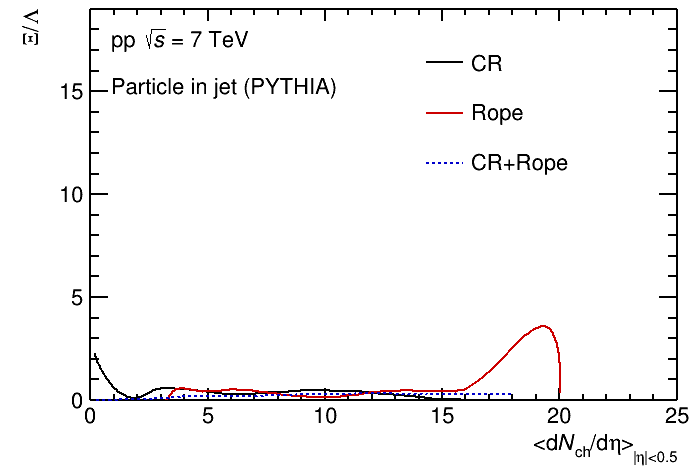 Ξ/Λ
pp √s = 7 TeV
Particle in jet (PYTHIA)
CR
Rope
CR+Rope
15
10
5
0
0 5 10 15 20 25
<dN_ch/dη>_|η|<0.5